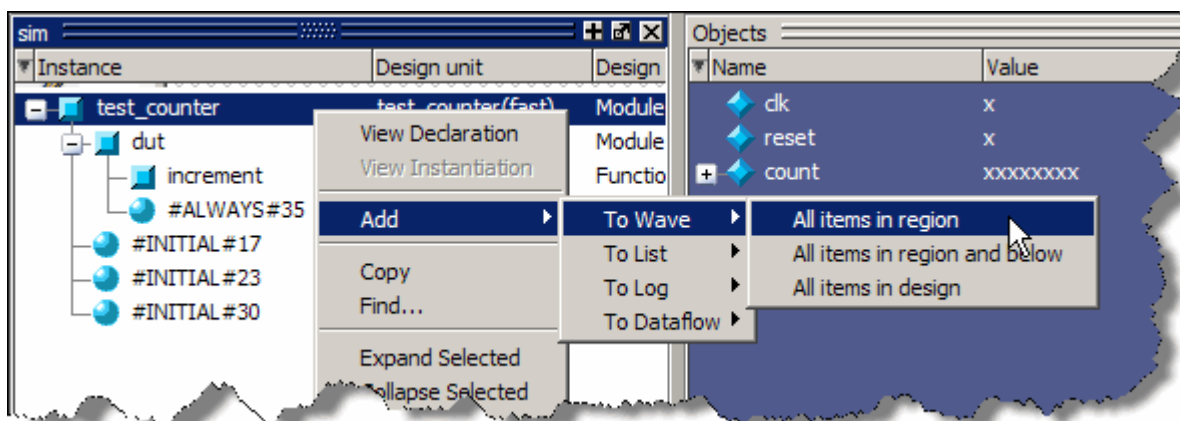 sim
Objects
Instance Design unit Design
Name Value
test_counter test_counter(fast) Module
dut Module
increment Functio
#ALWAYS#35
#INITIAL#17
#INITIAL#23
#INITIAL#30
View Declaration
View Instantiation
Add
Copy
Find...
Expand Selected
Collapse Selected
To Wave
To List
To Log
To Dataflow
All items in region
All items in region and below
All items in design
clk x
reset x
count xxxxxxxx